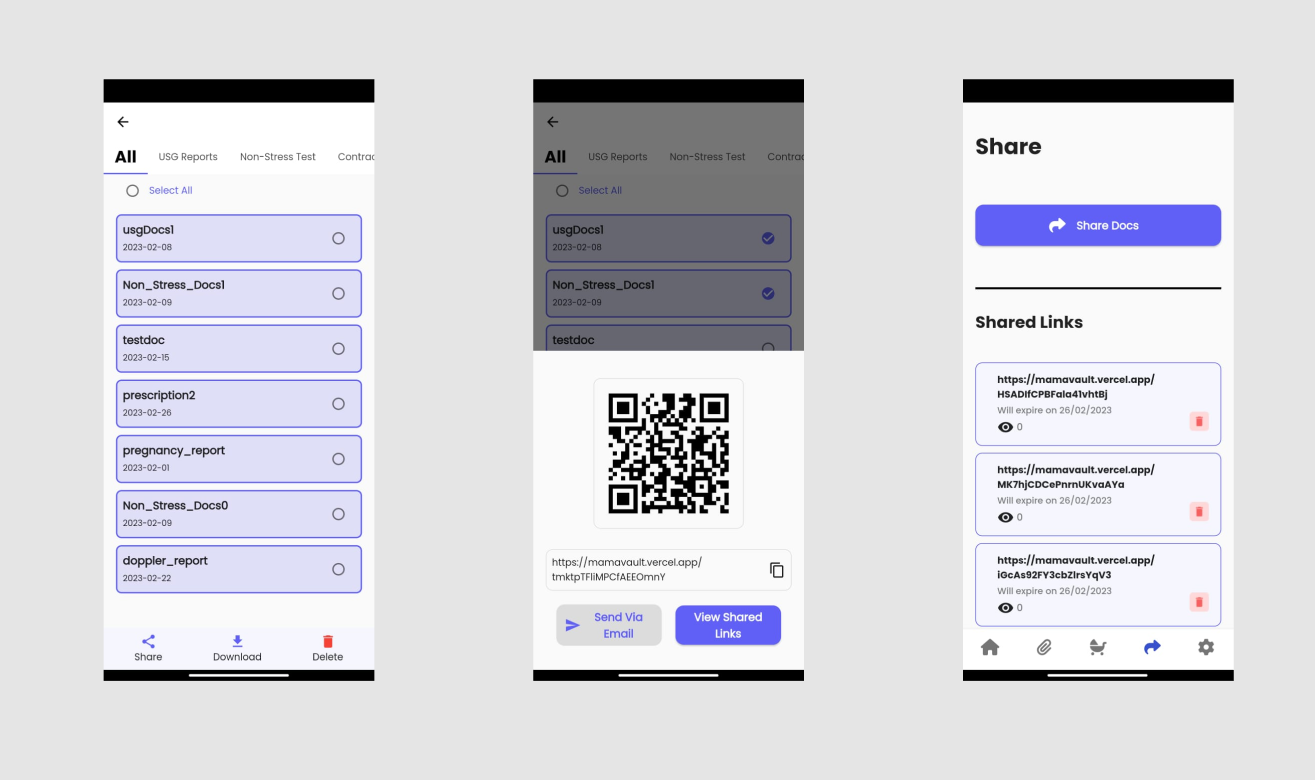 All USG Reports Non-Stress Test Contrac
Select All
usgDocs1
2023-02-08
Non_Stress_Docs1
2023-02-09
testdoc
2023-02-15
prescription2
2023-02-26
pregnancy_report
2023-02-01
Non_Stress_Docs0
2023-02-09
doppler_report
2023-02-22
Share Download Delete
All USG Reports Non-Stress Test Contrac
Select All
usgDocs1
2023-02-08
Non_Stress_Docs1
2023-02-09
testdoc
https://mamavault.vercel.app/
tmktpTFliMPCfAEEOmnY
Send Via
Email
View Shared
Links
Share
Share Docs
Shared Links
https://mamavault.vercel.app/
HSADIfCPBFala41vhtBj
Will expire on 26/02/2023
0
https://mamavault.vercel.app/
MK7hjCDCePnrnUKvaAYa
Will expire on 26/02/2023
0
https://mamavault.vercel.app/
iGcAs92FY3cbZIrsYqV3
Will expire on 26/02/2023
0